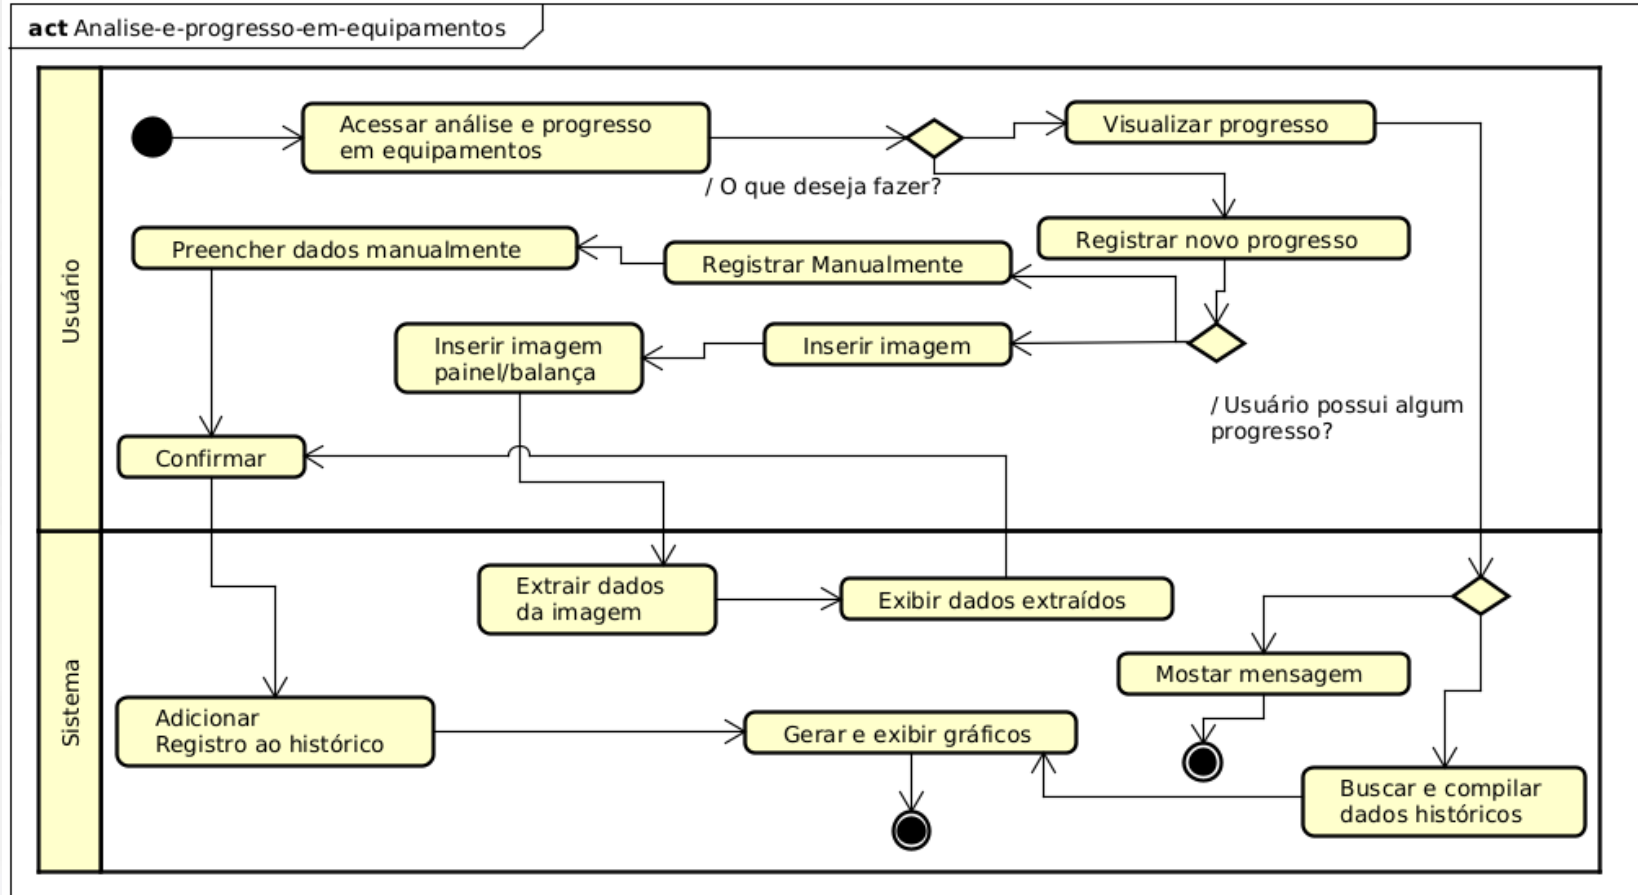 act Analise-e-progresso-em-equipamentos
Usuário
Acessar análise e progresso
em equipamentos
Visualizar progresso
/ O que deseja fazer?
Registrar novo progresso
Preencher dados manualmente
Registrar Manualmente
Inserir imagem
painel/balança
Inserir imagem
/ Usuário possui algum
progresso?
Confirmar
Sistema
Extrair dados
da imagem
Exibir dados extraídos
Mostar mensagem
Adicionar
Registro ao histórico
Gerar e exibir gráficos
Buscar e compilar
dados históricos